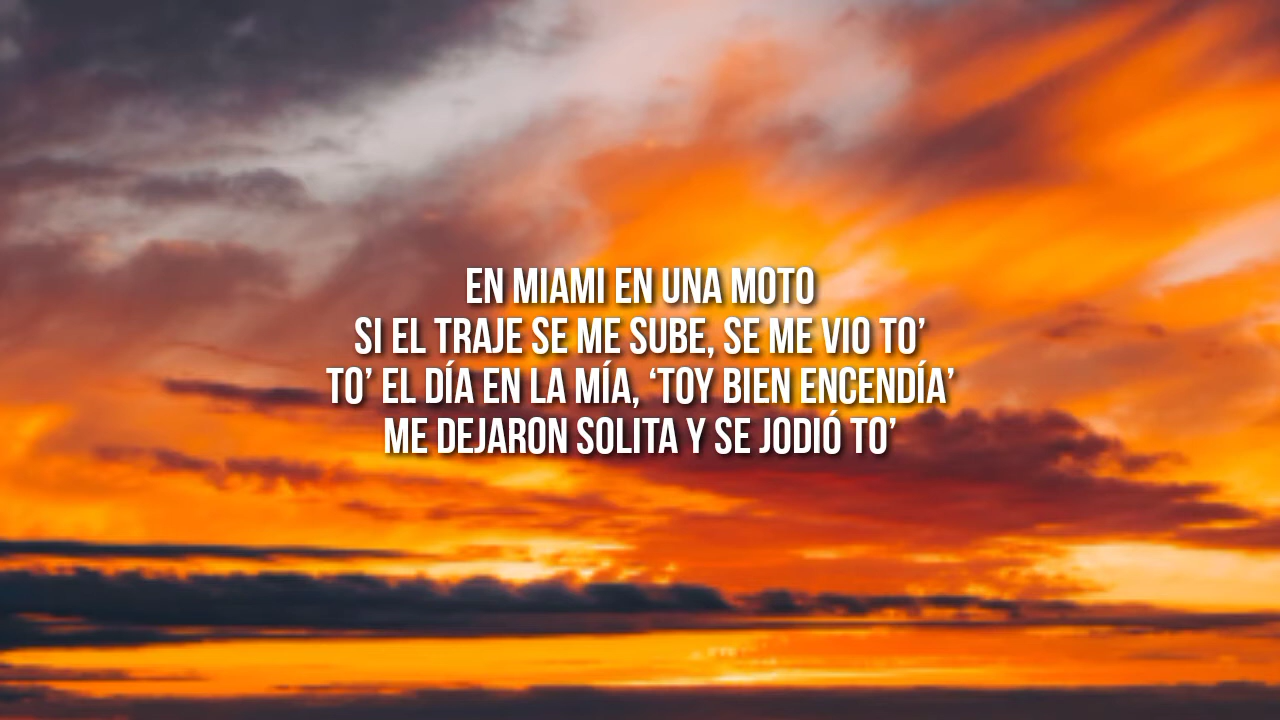 EN MIAMI EN UNA MOTO
SI EL TRAJE SE ME SUBE, SE ME VIO TO’
TO’ EL DÍA EN LA MÍA, ‘TOY BIEN ENCENDÍA’
ME DEJARON SOLITA Y SE JODIÓ TO’